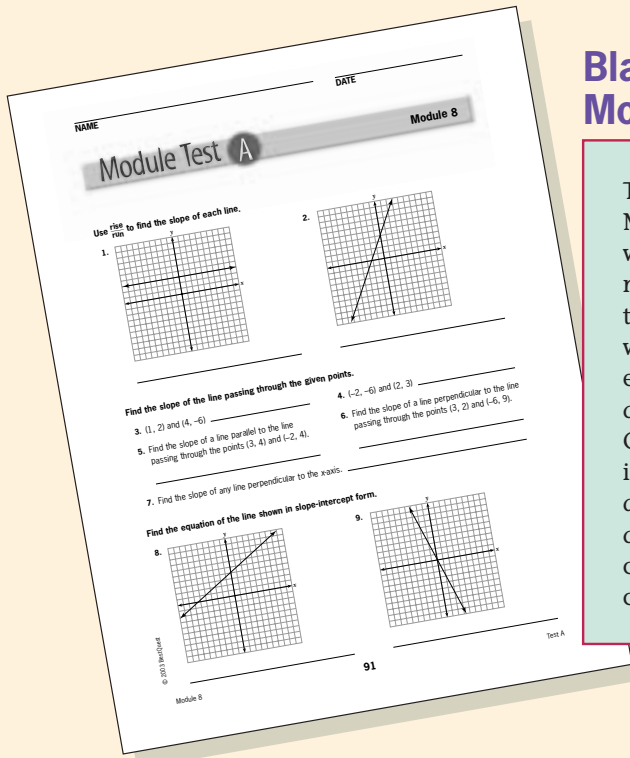 NAME
DATE
Module Test A
Module 8
Use rise/run to find the slope of each line.
1.
y
x
2.
y
x
Find the slope of the line passing through the given points.
3. (1, 2) and (4, –6)
4. (–2, –6) and (2, 3)
5. Find the slope of a line parallel to the line
passing through the points (3, 4) and (–2, 4).
6. Find the slope of a line perpendicular to the line
passing through the points (3, 2) and (–6, 9).
7. Find the slope of any line perpendicular to the x-axis.
Find the equation of the line shown in slope-intercept form.
8.
y
x
9.
y
x
© 2003 BestQuest
Module 8
91
Test A
Bla
Mo